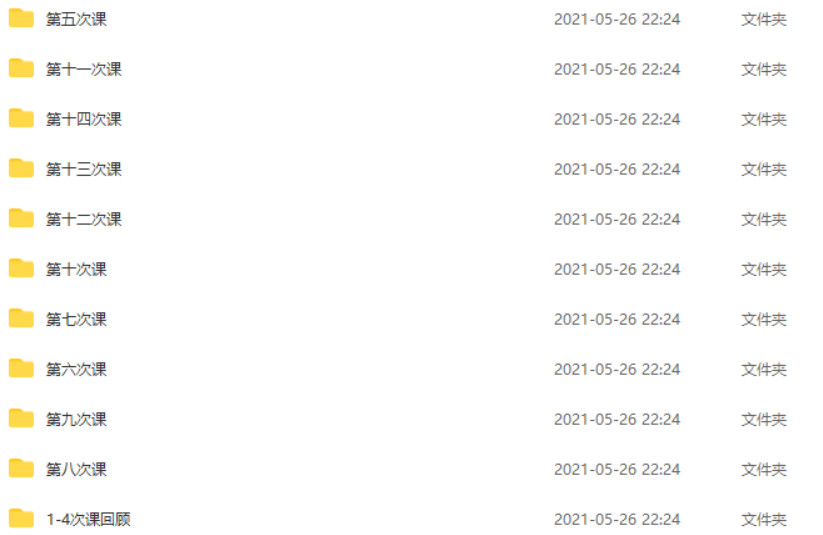 第五次课 2021-05-26 22:24 文件夹
第十一次课 2021-05-26 22:24 文件夹
第十四次课 2021-05-26 22:24 文件夹
第十三次课 2021-05-26 22:24 文件夹
第十二次课 2021-05-26 22:24 文件夹
第十次课 2021-05-26 22:24 文件夹
第七次课 2021-05-26 22:24 文件夹
第六次课 2021-05-26 22:24 文件夹
第九次课 2021-05-26 22:24 文件夹
第八次课 2021-05-26 22:24 文件夹
1-4次课回顾 2021-05-26 22:24 文件夹